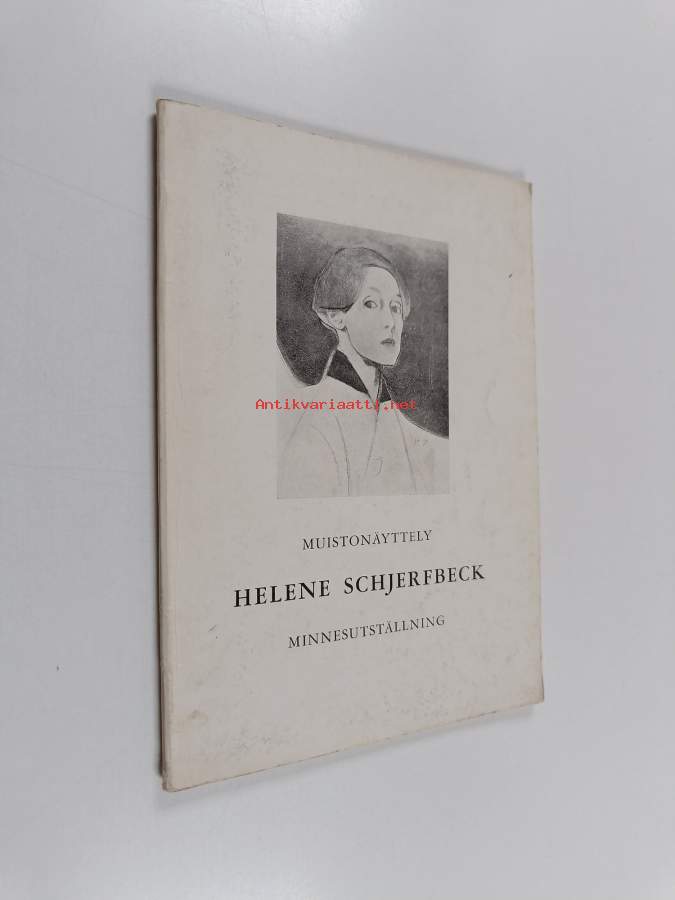 Antikvariaatti.net
MUISTONÄYTTELY
HELENE SCHJERFBECK
MINNESUTSTÄLLNING